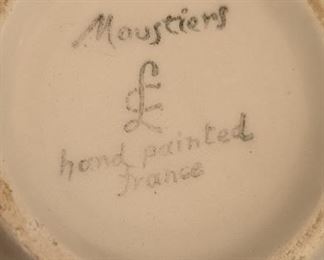 Moustiers
£
hand painted
France